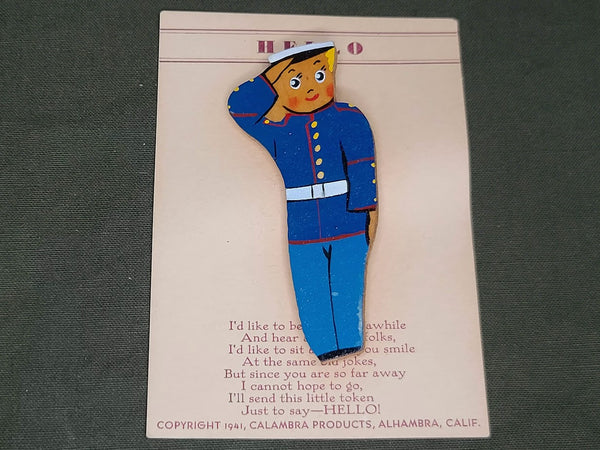 HEL O
I'd like to be awhile
And hear folks,
I'd like to sit you smile
At the same old jokes,
But since you are so far away
I cannot hope to go,
I'll send this little token
Just to say—HELLO!
COPYRIGHT 1941, CALAMBRA PRODUCTS, ALHAMBRA, CALIF.